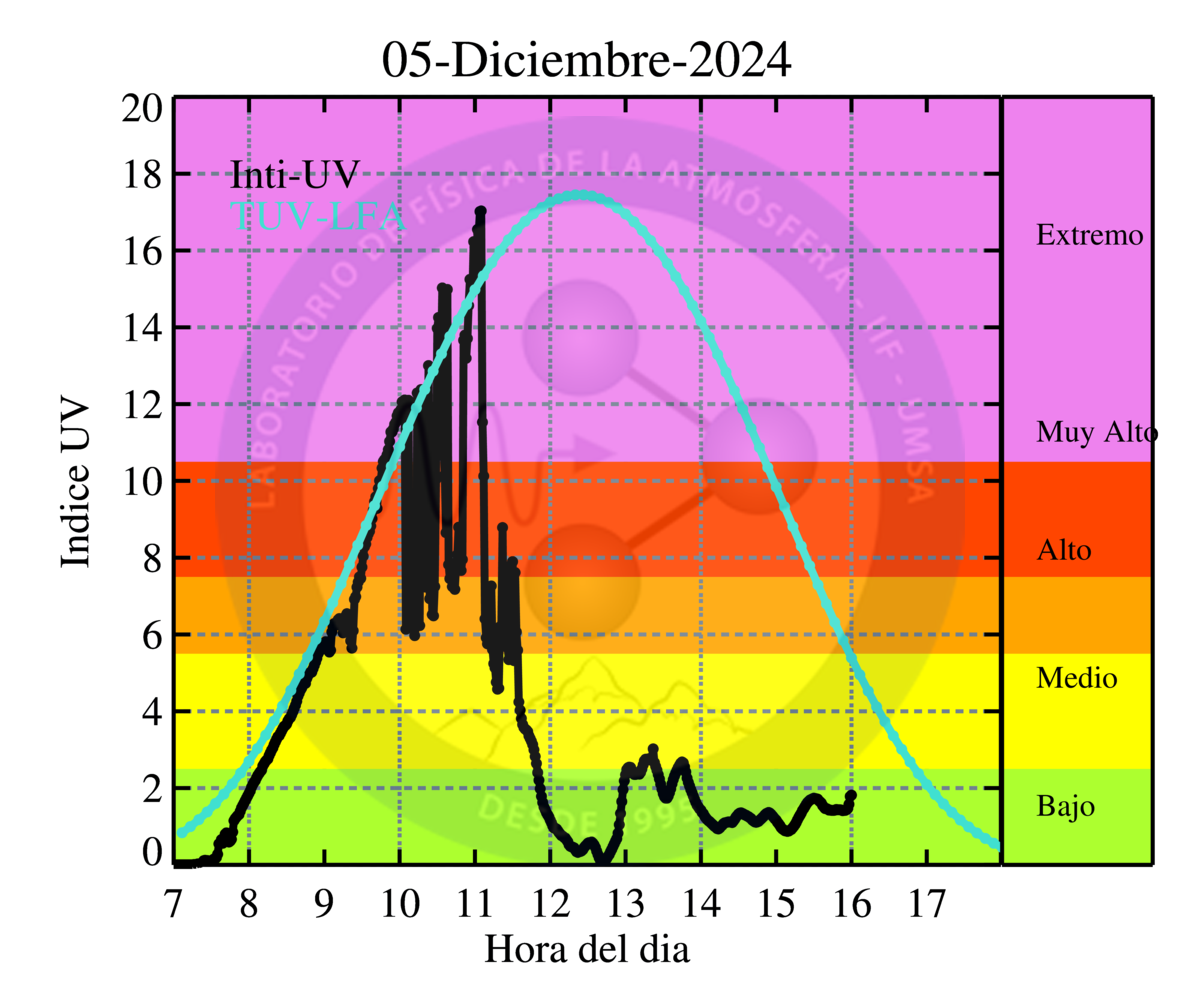 05-Diciembre-2024
Inti-UV
TUV-LFA
LABORATORIO DE FÍSICA DE LA ATMÓSFERA - IIF - UMSA
DESDE 1995
Indice UV
20
18
16
14
12
10
8
6
4
2
0
Extremo
Muy Alto
Alto
Medio
Bajo
7 8 9 10 11 12 13 14 15 16 17
Hora del dia